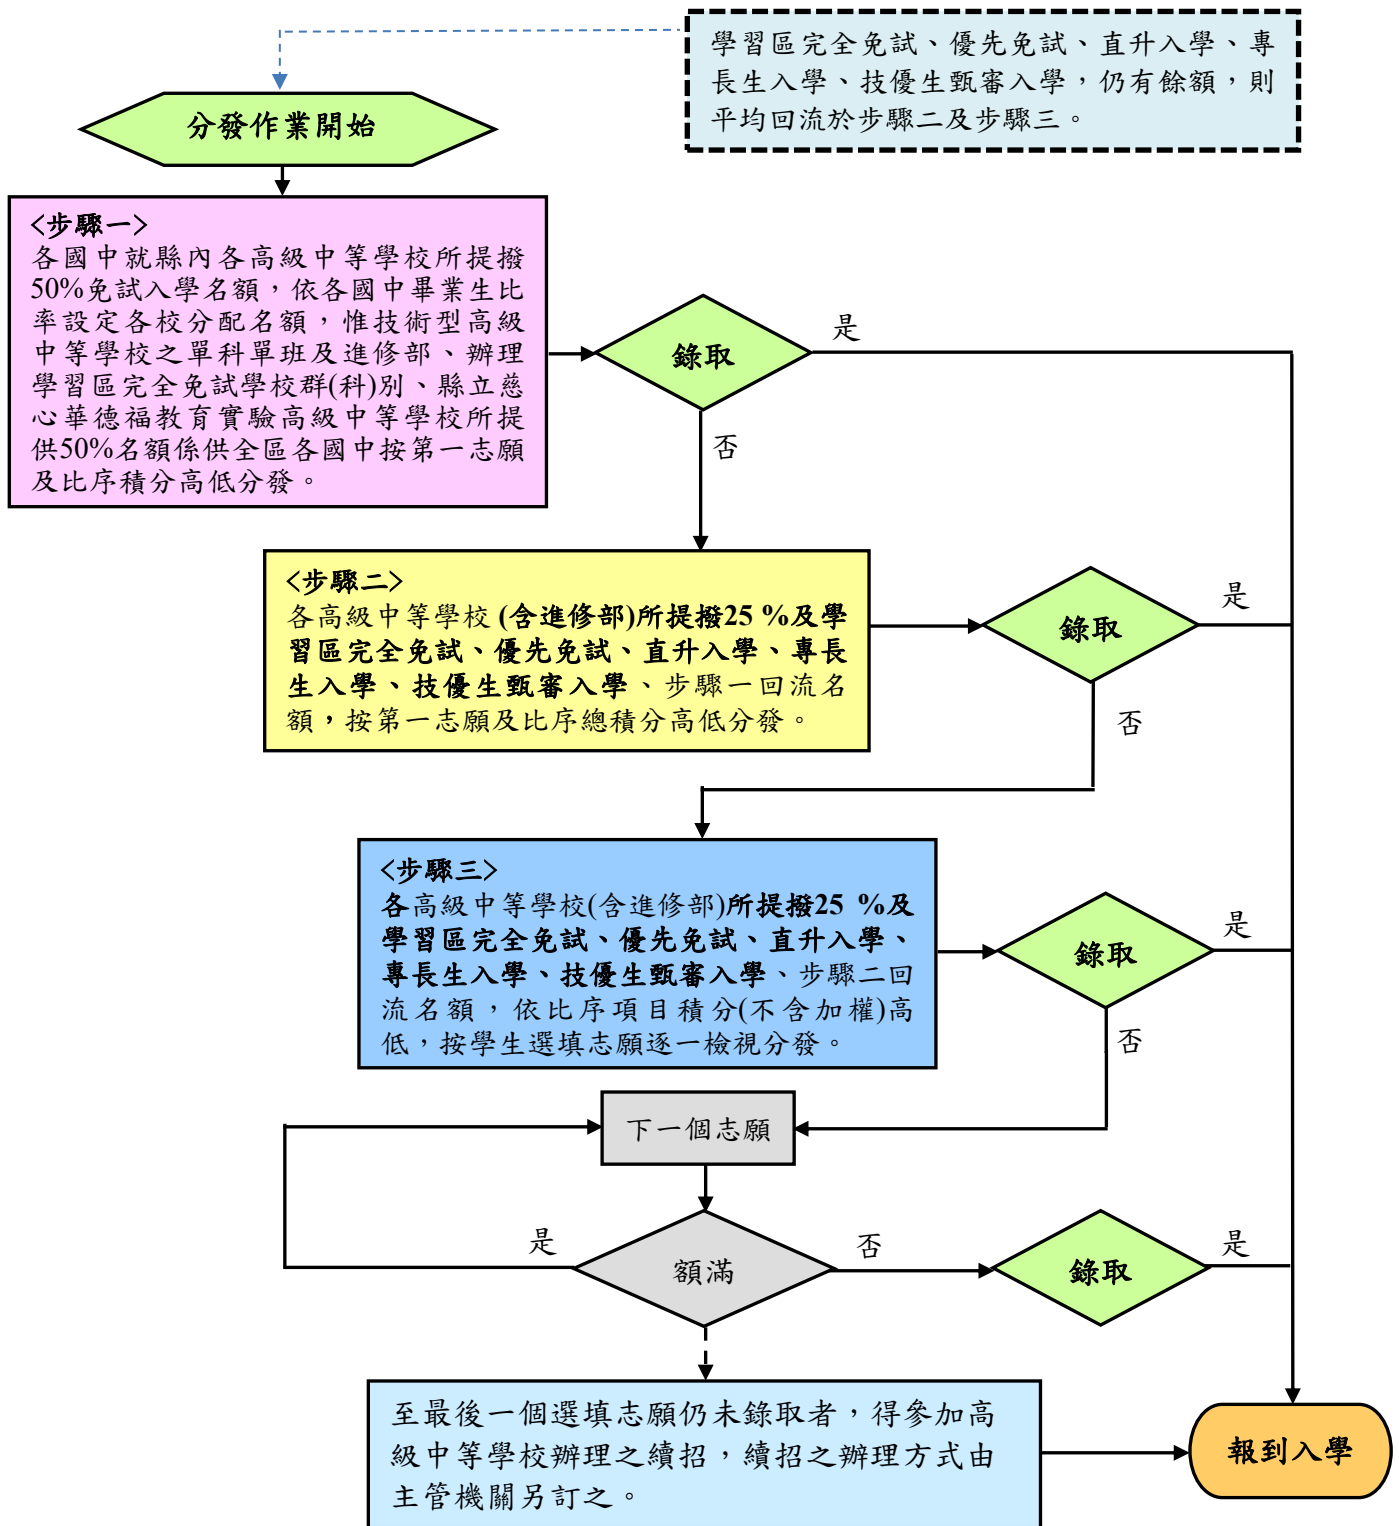 學習區完全免試、優先免試、直升入學、專
長生入學、技優生甄審入學，仍有餘額，則
平均回流於步驟二及步驟三。
分發作業開始
<步驟一>
各國中就縣內各高級中等學校所提撥
50%免試入學名額，依各國中畢業生比
率設定各校分配名額，惟技術型高級
中等學校之單科單班及進修部、辦理
學習區完全免試學校群(科)別、縣立慈
心華德福教育實驗高級中等學校所提
供50%名額係供全區各國中按第一志願
及比序積分高低分發。
錄取
是
否
<步驟二>
各高級中等學校 (含進修部)所提撥25 %及學
習區完全免試、優先免試、直升入學、專長
生入學、技優生甄審入學、步驟一回流名
額，按第一志願及比序總積分高低分發。
錄取
是
否
<步驟三>
各高級中等學校(含進修部)所提撥25 %及
學習區完全免試、優先免試、直升入學、
專長生入學、技優生甄審入學、步驟二回
流名額，依比序項目積分(不含加權)高
低，按學生選填志願逐一檢視分發。
錄取
是
否
下一個志願
是
額滿
否
錄取
是
至最後一個選填志願仍未錄取者，得參加高
級中等學校辦理之續招，續招之辦理方式由
主管機關另訂之。
報到入學